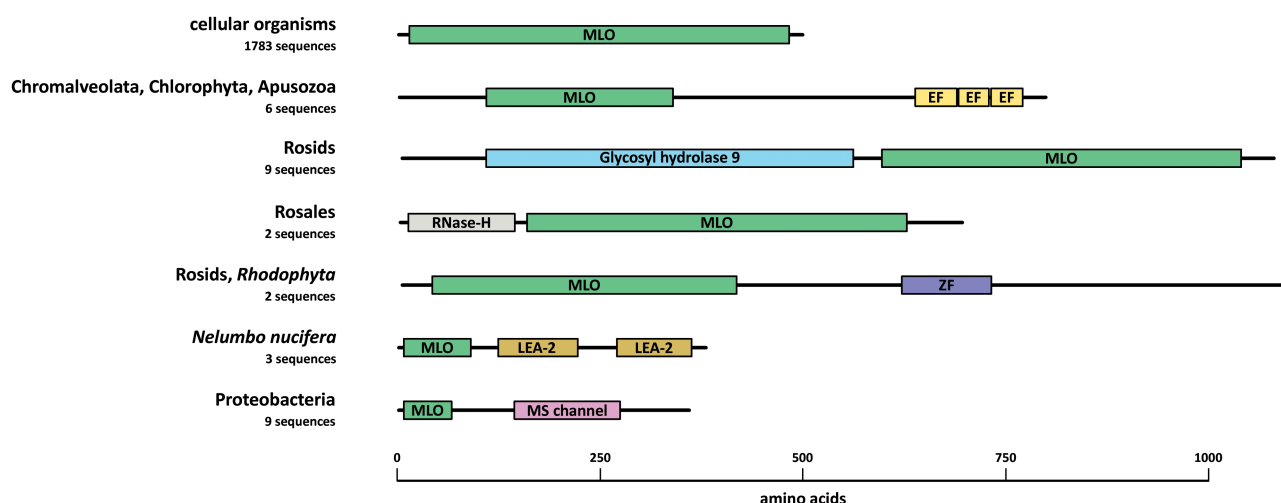 cellular organisms
1783 sequences
MLO
Chromalveolata, Chlorophyta, Apusozoa
6 sequences
MLO EF EF EF
Rosids
9 sequences
Glycosyl hydrolase 9 MLO
Rosales
2 sequences
RNase-H MLO
Rosids, Rhodophyta
2 sequences
MLO ZF
Nelumbo nucifera
3 sequences
MLO LEA-2 LEA-2
Proteobacteria
9 sequences
MLO MS channel
0 250 500 750 1000
amino acids